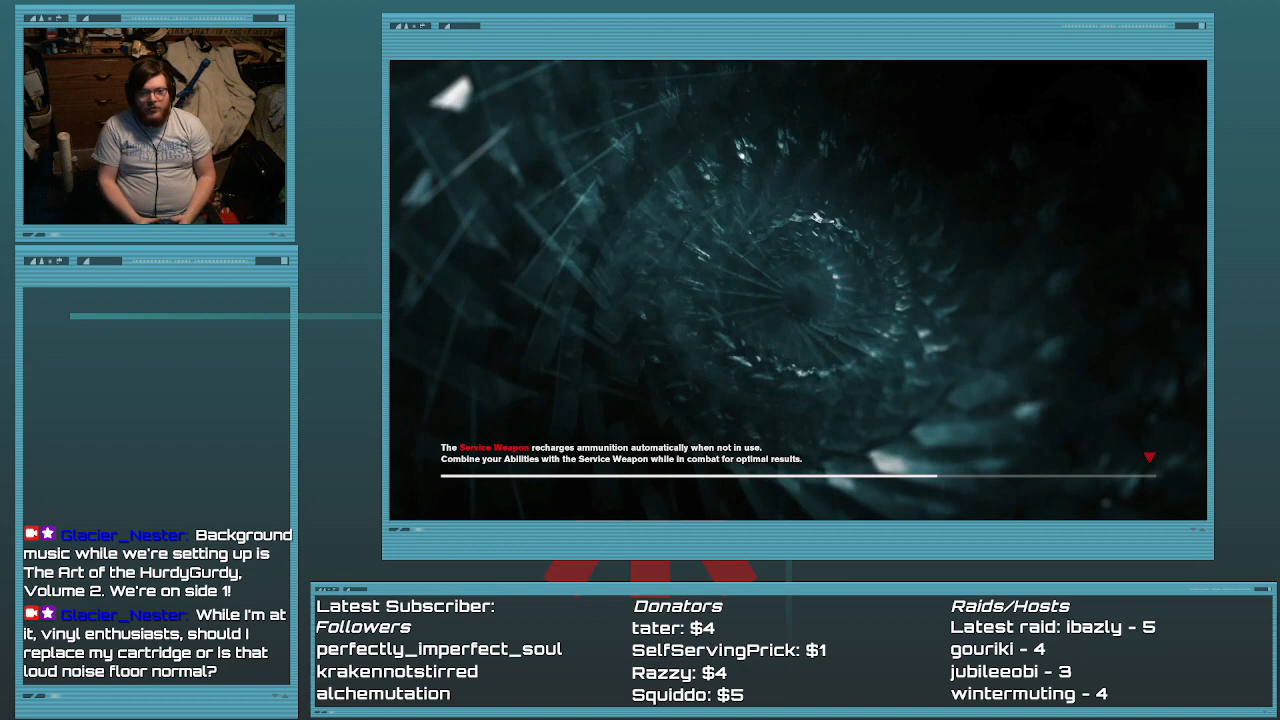 The Service Weapon recharges ammunition automatically when not in use.
Combine your Abilities with the Service Weapon while in combat for optimal results.
Glacier_Nester: Background
music while we're setting up is
The Art of the HurdyGurdy,
Volume 2. We're on side 1!
Glacier_Nester: While I'm at
it, vinyl enthusiasts, should I
replace my cartridge or is that
loud noise floor normal?
Latest Subscriber:
Followers
perfectly_imperfect_soul
krakennotstirred
alchemutation
Donators
tater: $4
SelfServingPrick: $1
Razzy: $4
Squiddo: $5
Raids/Hosts
Latest raid: ibazly - 5
gouriki - 4
jubileeobi - 3
wintermuting - 4